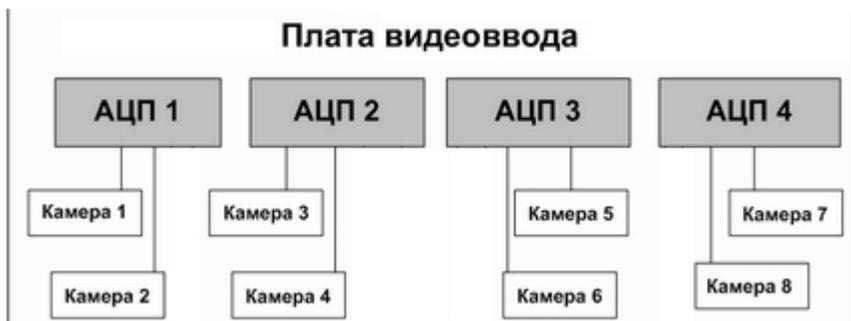 Плата видеоввода
АЦП 1 АЦП 2 АЦП 3 АЦП 4
Камера 1 Камера 3 Камера 5 Камера 7
Камера 2 Камера 4 Камера 6 Камера 8